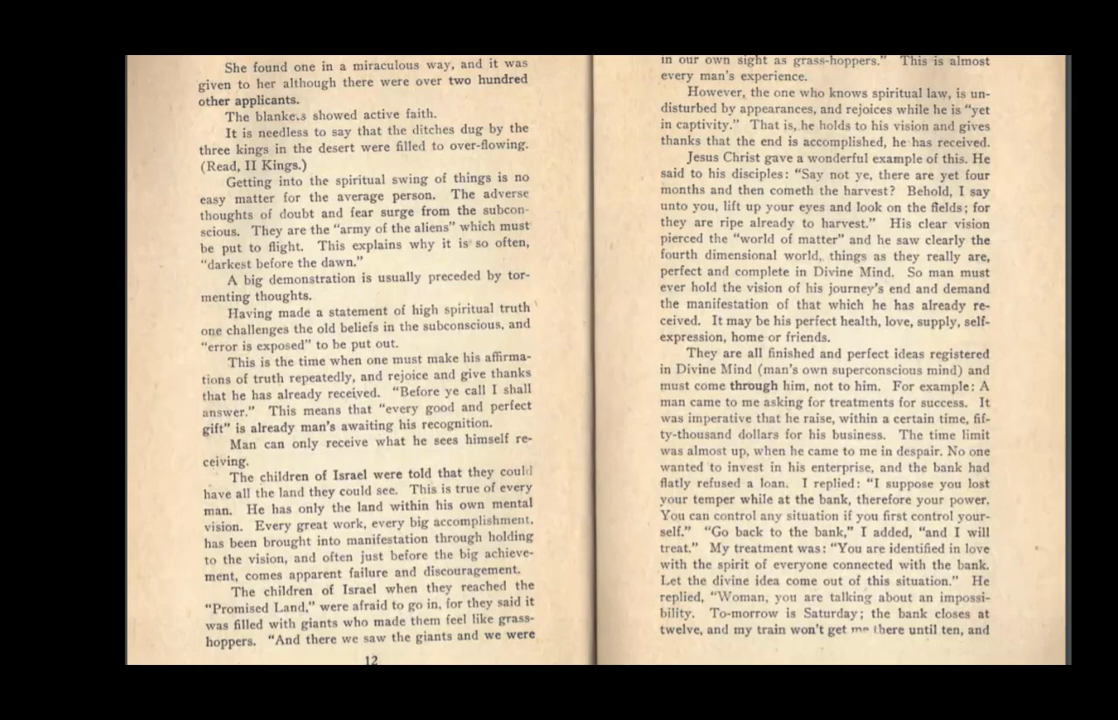 She found one in a miraculous way, and it was
given to her although there were over two hundred
other applicants.
The blankets showed active faith.
It is needless to say that the ditches dug by the
three kings in the desert were filled to over-flowing.
(Read, II Kings.)
Getting into the spiritual swing of things is no
easy matter for the average person. The adverse
thoughts of doubt and fear surge from the subcon-
scious. They are the “army of the aliens” which must
be put to flight. This explains why it is so often,
“darkest before the dawn.”
A big demonstration is usually preceded by tor-
menting thoughts.
Having made a statement of high spiritual truth
one challenges the old beliefs in the subconscious, and
“error is exposed” to be put out.
This is the time when one must make his affirma-
tions of truth repeatedly, and rejoice and give thanks
that he has already received. “Before ye call I shall
answer.” This means that “every good and perfect
gift” is already man’s awaiting his recognition.
Man can only receive what he sees himself re-
ceiving.
The children of Israel were told that they could
have all the land they could see. This is true of every
man. He has only the land within his own mental
vision. Every great work, every big accomplishment,
has been brought into manifestation through holding
to the vision, and often just before the big achieve-
ment, comes apparent failure and discouragement.
The children of Israel when they reached the
“Promised Land,” were afraid to go in, for they said it
was filled with giants who made them feel like grass-
hoppers. “And there we saw the giants and we were
12
in our own sight as grass-hoppers.” This is almost
every man’s experience.
However, the one who knows spiritual law, is un-
disturbed by appearances, and rejoices while he is “yet
in captivity.” That is, he holds to his vision and gives
thanks that the end is accomplished, he has received.
Jesus Christ gave a wonderful example of this. He
said to his disciples: “Say not ye, there are yet four
months and then cometh the harvest? Behold, I say
unto you, lift up your eyes and look on the fields; for
they are ripe already to harvest.” His clear vision
pierced the “world of matter” and he saw clearly the
fourth dimensional world, things as they really are,
perfect and complete in Divine Mind. So man must
ever hold the vision of his journey’s end and demand
the manifestation of that which he has already re-
ceived. It may be his perfect health, love, supply, self-
expression, home or friends.
They are all finished and perfect ideas registered
in Divine Mind (man’s own superconscious mind) and
must come through him, not to him. For example: A
man came to me asking for treatments for success. It
was imperative that he raise, within a certain time, fif-
ty-thousand dollars for his business. The time limit
was almost up, when he came to me in despair. No one
wanted to invest in his enterprise, and the bank had
flatly refused a loan. I replied: “I suppose you lost
your temper while at the bank, therefore your power.
You can control any situation if you first control your-
self.” “Go back to the bank,” I added, “and I will
treat.” My treatment was: “You are identified in love
with the spirit of everyone connected with the bank.
Let the divine idea come out of this situation.” He
replied, “Woman, you are talking about an impossi-
bility. To-morrow is Saturday; the bank closes at
twelve, and my train won’t get me there until ten, and